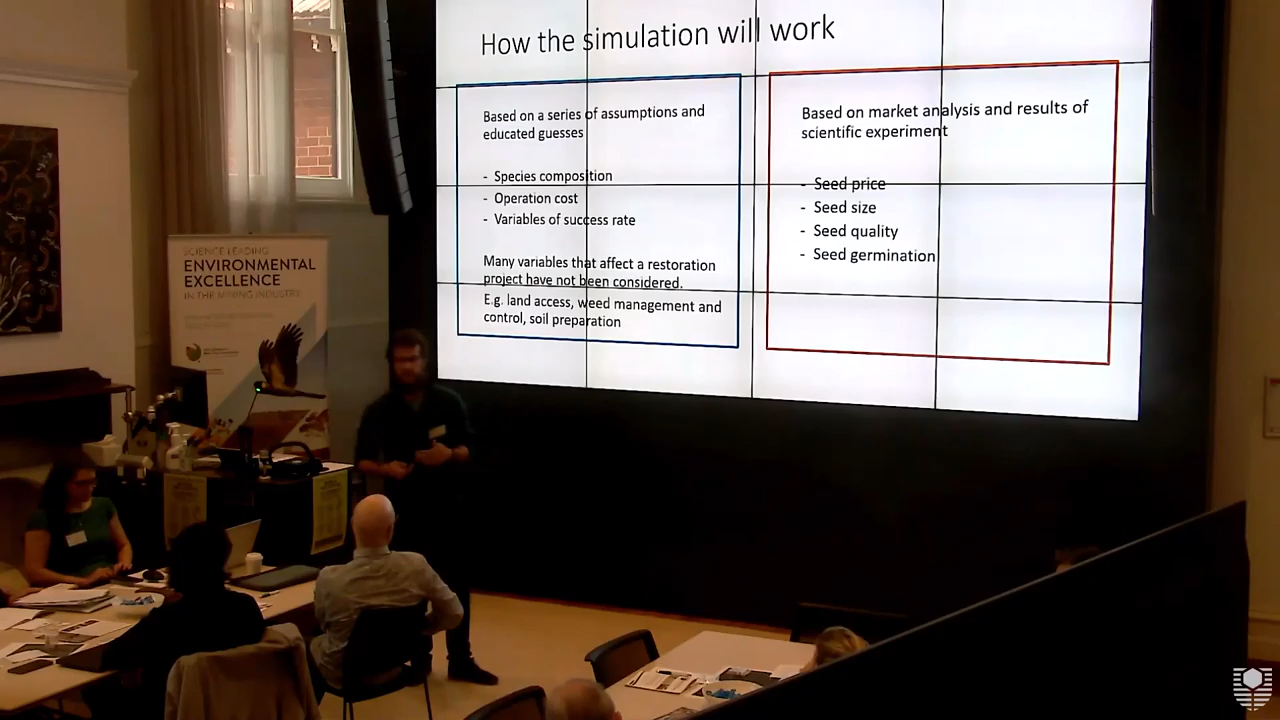 How the simulation will work
Based on a series of assumptions and
educated guesses
- Species composition
- Operation cost
- Variables of success rate
Many variables that affect a restoration
project have not been considered.
E.g. land access, weed management and
control, soil preparation
Based on market analysis and results of
scientific experiment
- Seed price
- Seed size
- Seed quality
- Seed germination
SCIENCE LEADING
ENVIRONMENTAL
EXCELLENCE
IN THE MINING INDUSTRY